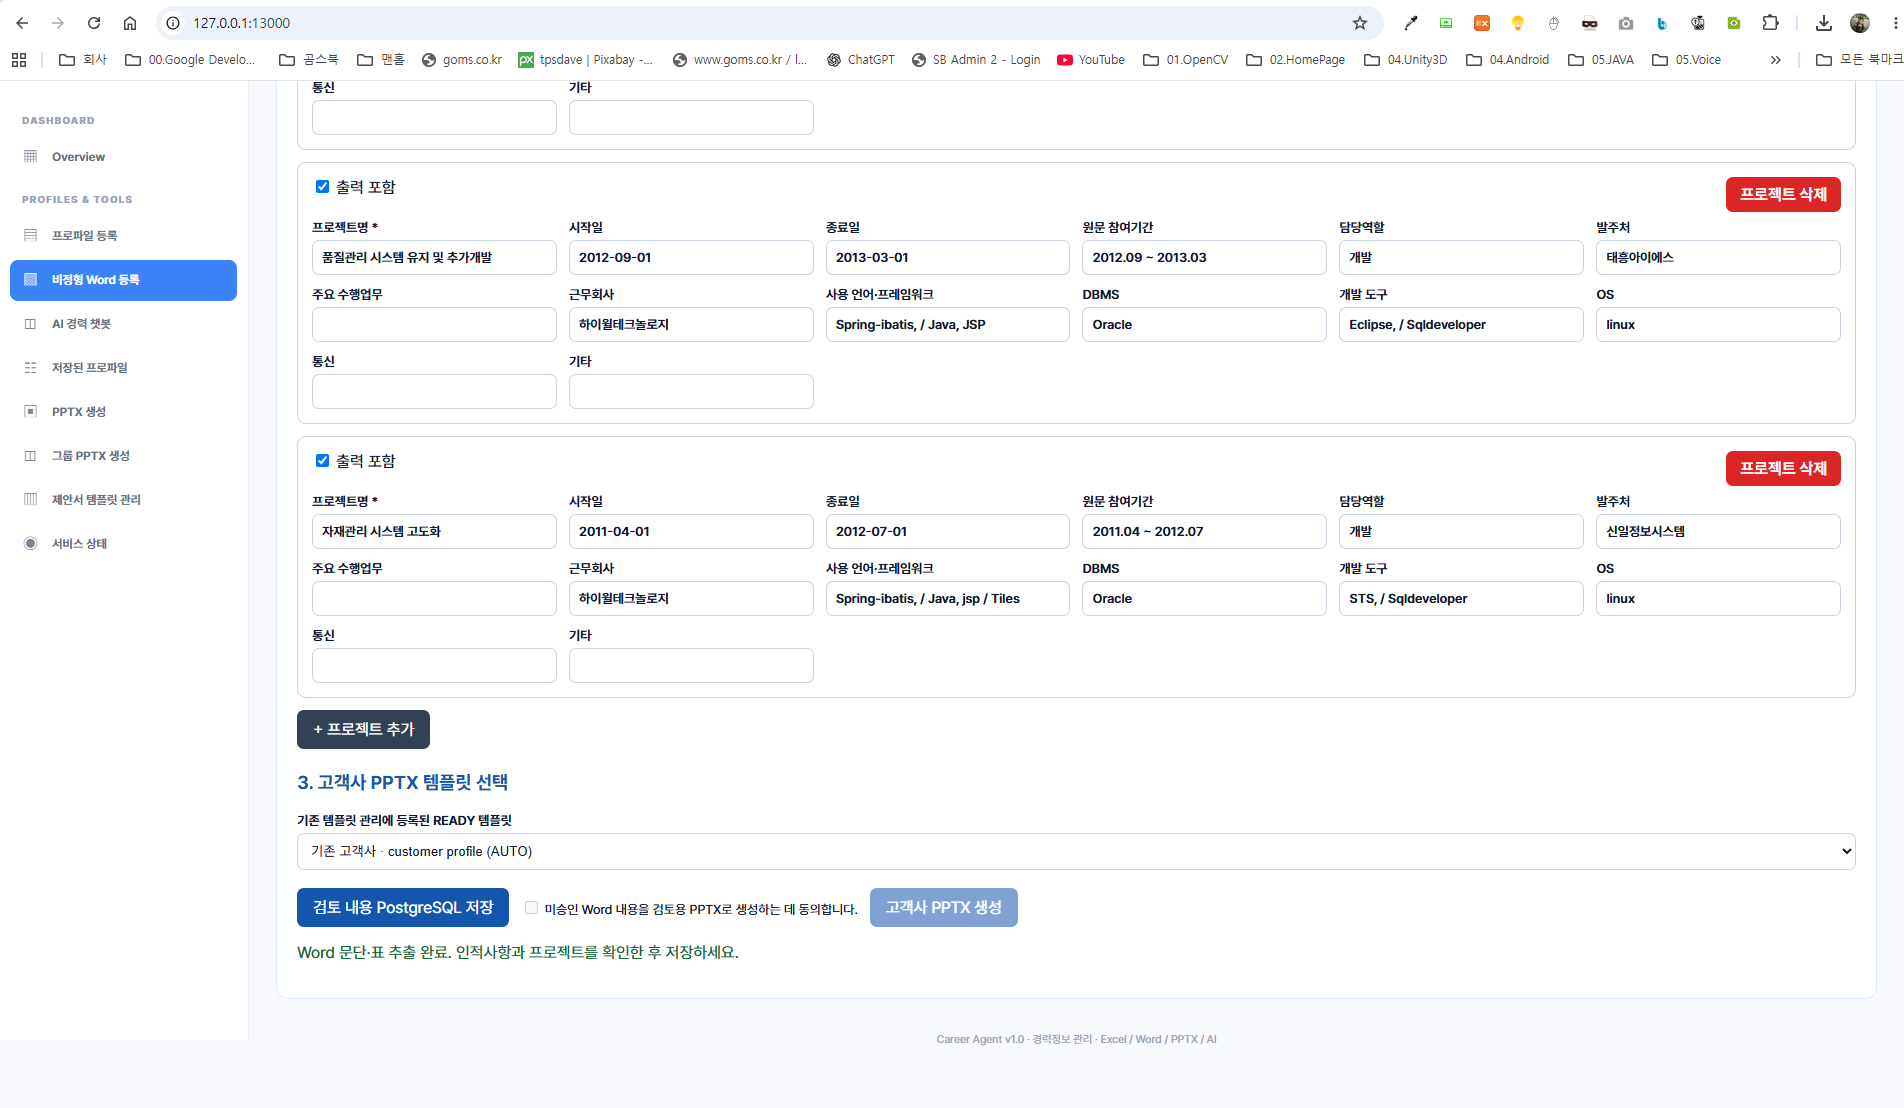 127.0.0.1:13000
회사
00.Google Develo...
곰스북
맨홀
goms.co.kr
px
tpsdave | Pixabay -...
www.goms.co.kr / l...
ChatGPT
SB Admin 2 - Login
YouTube
01.OpenCV
02.HomePage
04.Unity3D
04.Android
05.JAVA
05.Voice
»
모든 북마크
DASHBOARD
Overview
PROFILES & TOOLS
프로파일 등록
비정형 Word 등록
AI 경력 챗봇
저장된 프로파일
PPTX 생성
그룹 PPTX 생성
제안서 템플릿 관리
서비스 상태
통신 기타
출력 포함
프로젝트 삭제
프로젝트명 * 시작일 종료일 원문 참여기간 담당역할 발주처
품질관리 시스템 유지 및 추가개발 2012-09-01 2013-03-01 2012.09 ~ 2013.03 개발 태흥아이에스
주요 수행업무 근무회사 사용 언어·프레임워크 DBMS 개발 도구 OS
하이윌테크놀로지 Spring-ibatis, / Java, JSP Oracle Eclipse, / Sqldeveloper linux
통신 기타
출력 포함
프로젝트 삭제
프로젝트명 * 시작일 종료일 원문 참여기간 담당역할 발주처
자재관리 시스템 고도화 2011-04-01 2012-07-01 2011.04 ~ 2012.07 개발 신일정보시스템
주요 수행업무 근무회사 사용 언어·프레임워크 DBMS 개발 도구 OS
하이윌테크놀로지 Spring-ibatis, / Java, jsp / Tiles Oracle STS, / Sqldeveloper linux
통신 기타
+ 프로젝트 추가
3. 고객사 PPTX 템플릿 선택
기존 템플릿 관리에 등록된 READY 템플릿
기존 고객사 · customer profile (AUTO)
검토 내용 PostgreSQL 저장
미승인 Word 내용을 검토용 PPTX로 생성하는 데 동의합니다.
고객사 PPTX 생성
Word 문단·표 추출 완료. 인적사항과 프로젝트를 확인한 후 저장하세요.
Career Agent v1.0 · 경력정보 관리 · Excel / Word / PPTX / AI